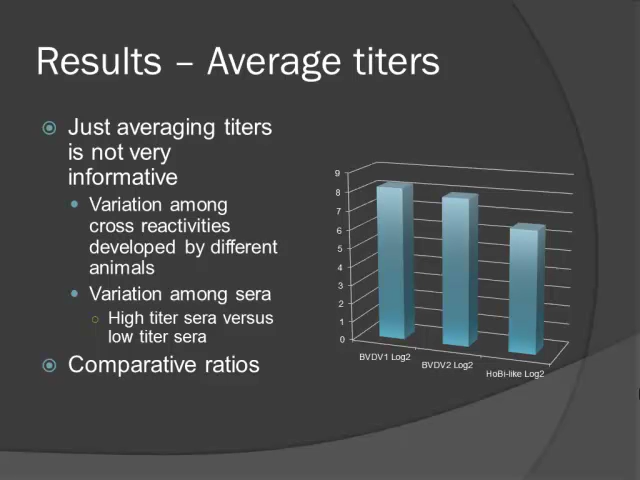 Results – Average titers
Just averaging titers
is not very
informative
Variation among
cross reactivities
developed by different
animals
Variation among sera
High titer sera versus
low titer sera
Comparative ratios
9
8
7
6
5
4
3
2
1
0
BVDV1 Log2
BVDV2 Log2
HoBi-like Log2